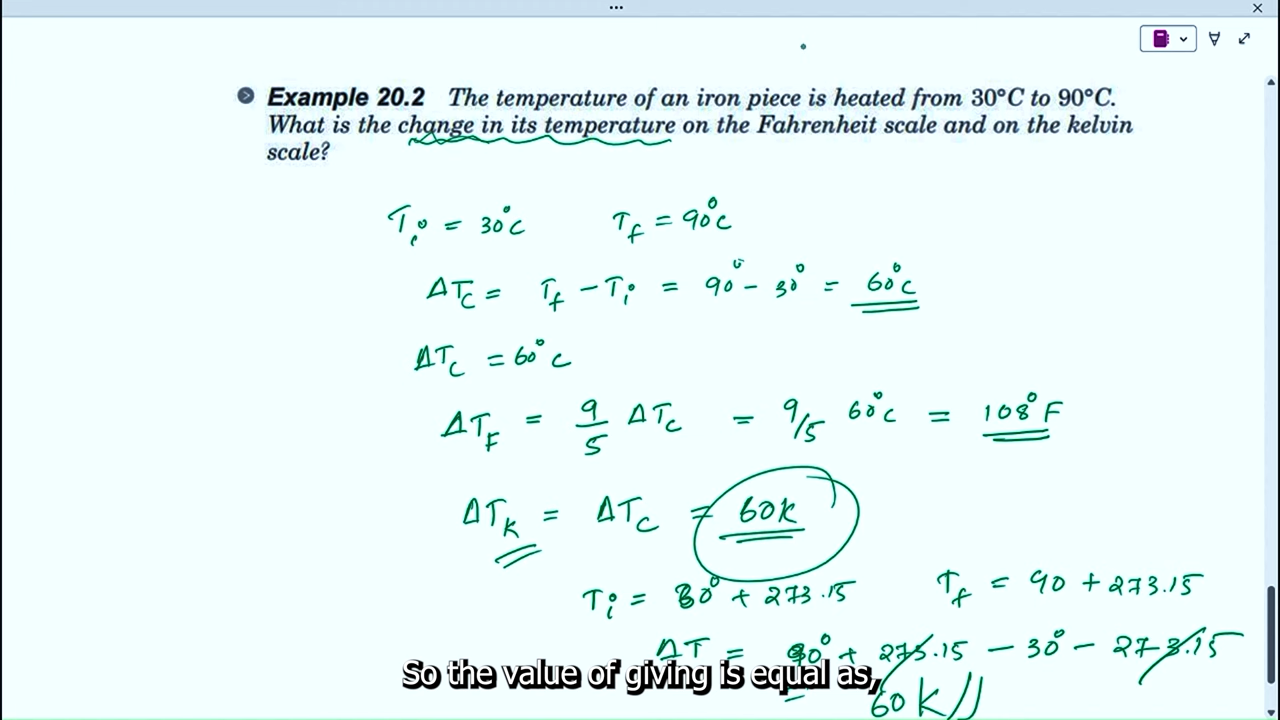 Example 20.2 The temperature of an iron piece is heated from 30°C to 90°C.
What is the change in its temperature on the Fahrenheit scale and on the kelvin
scale?
Ti = 30°C Tf = 90°C
ΔTC = Tf − Ti = 90° − 30° = 60°C
ΔTC = 60°C
ΔTF = 9/5 ΔTC = 9/5 60°C = 108°F
ΔTK = ΔTC = 60K
Ti = 30° + 273.15 Tf = 90 + 273.15
ΔT = 90° + 273.15 − 30° − 273.15
So the value of giving is equal as,
60 K